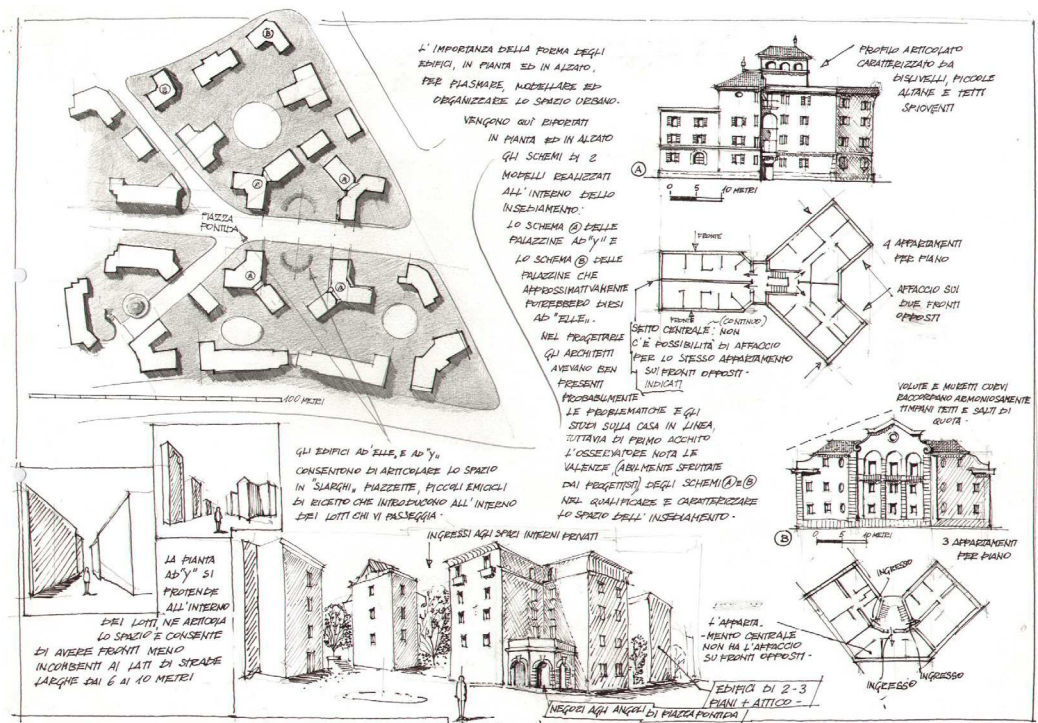 L'IMPORTANZA DELLA FORMA DEGLI
EDIFICI, IN PIANTA ED IN ALZATO,
PER PLASMARE, MODELLARE ED
ORGANIZZARE LO SPAZIO URBANO.
VENGONO QUI RIPORTATI
IN PIANTA ED IN ALZATO
GLI SCHEMI DI 2
MODELLI REALIZZATI
ALL'INTERNO DELLO
INSEDIAMENTO:
LO SCHEMA A DELLE
PALAZZINE AD "Y" E
LO SCHEMA B DELLE
PALAZZINE CHE
APPROSSIMATIVAMENTE
POTREBBERO DIRSI
AD "ELLE„.
NEL PROGETTARLE
GLI ARCHITETTI
AVEVANO BEN
PRESENTI
PROBABILMENTE
LE PROBLEMATICHE E GLI
STUDI SULLA CASA IN LINEA,
TUTTAVIA DI PRIMO ACCHITO
L'OSSERVATORE NOTA LE
VALENZE, (ABILMENTE SFRUTTATE
DAI PROGETTISTI) DEGLI SCHEMI A E B
NEL QUALIFICARE E CARATTERIZZARE
LO SPAZIO DELL'INSEDIAMENTO.
B
B
A
PIAZZA
PONTIDA
A
A
100 METRI
PROFILO ARTICOLATO
CARATTERIZZATO DA
DISLIVELLI, PICCOLE
ALTANE E TETTI
SPIOVENTI
A
0 5 10 METRI
FRONTE
4 APPARTAMENTI
PER PIANO
AFFACCIO SUI
DUE FRONTI
OPPOSTI
FRONTE
(CONTINUO)
SETTO CENTRALE: NON
C'È POSSIBILITÀ DI AFFACCIO
PER LO STESSO APPARTAMENTO
SUI FRONTI OPPOSTI
INDICATI
VOLUTE E MURETTI CURVI
RACCORDANO ARMONIOSAMENTE
TIMPANI TETTI E SALTI DI
QUOTA.
B
0 5 10 METRI
3 APPARTAMENTI
PER PIANO
INGRESSO
L'APPARTA-
MENTO CENTRALE
NON HA L'AFFACCIO
SU FRONTI OPPOSTI.
INGRESSO
INGRESSO
GLI EDIFICI AD "ELLE„ E AD "Y„
CONSENTONO DI ARTICOLARE LO SPAZIO
IN "SLARGHI„ PIAZZETTE, PICCOLI EMICICLI
DI RICETTO CHE INTRODUCONO ALL'INTERNO
DEI LOTTI CHI VI PASSEGGIA.
LA PIANTA
AD "Y" SI
PROTENDE
ALL'INTERNO
DEI LOTTI, NE ARTICOLA
LO SPAZIO E CONSENTE
DI AVERE FRONTI MENO
INCOMBENTI AI LATI DI STRADE
LARGHE DAI 6 AI 10 METRI
INGRESSI AGLI SPAZI INTERNI PRIVATI
NEGOZI AGLI ANGOLI
DI PIAZZA PONTIDA
EDIFICI DI 2-3
PIANI + ATTICO